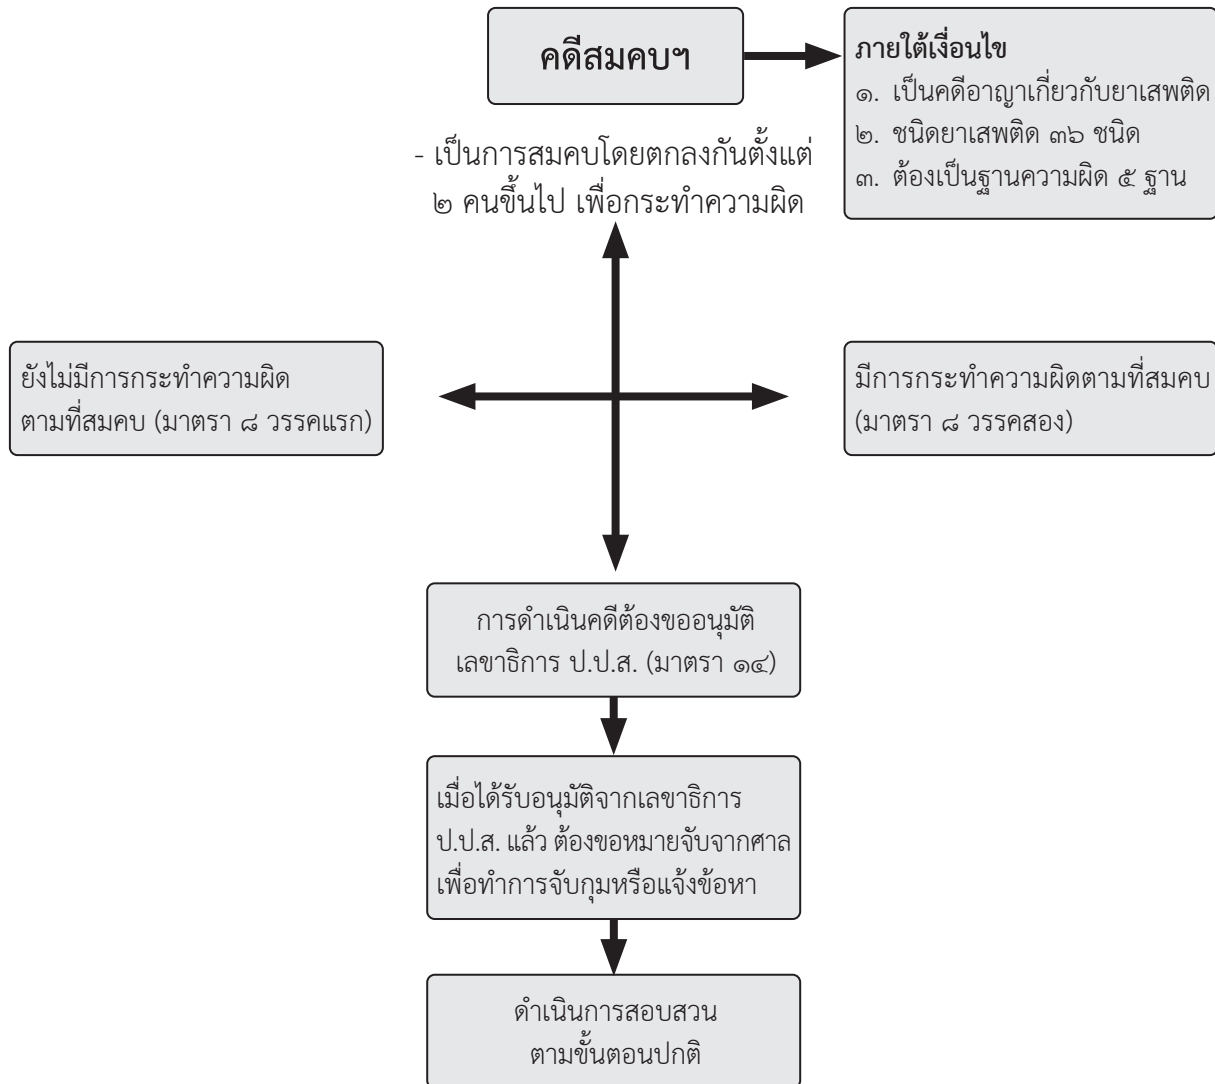 คดีสมคบฯ
ภายใต้เงื่อนไข
๑. เป็นคดีอาญาเกี่ยวกับยาเสพติด
๒. ชนิดยาเสพติด ๓๖ ชนิด
๓. ต้องเป็นฐานความผิด ๕ ฐาน
- เป็นการสมคบโดยตกลงกันตั้งแต่
๒ คนขึ้นไป เพื่อกระทำความผิด
ยังไม่มีการกระทำความผิด
ตามที่สมคบ (มาตรา ๘ วรรคแรก)
มีการกระทำความผิดตามที่สมคบ
(มาตรา ๘ วรรคสอง)
การดำเนินคดีต้องขออนุมัติ
เลขาธิการ ป.ป.ส. (มาตรา ๑๔)
เมื่อได้รับอนุมัติจากเลขาธิการ
ป.ป.ส. แล้ว ต้องขอหมายจับจากศาล
เพื่อทำการจับกุมหรือแจ้งข้อหา
ดำเนินการสอบสวน
ตามขั้นตอนปกติ